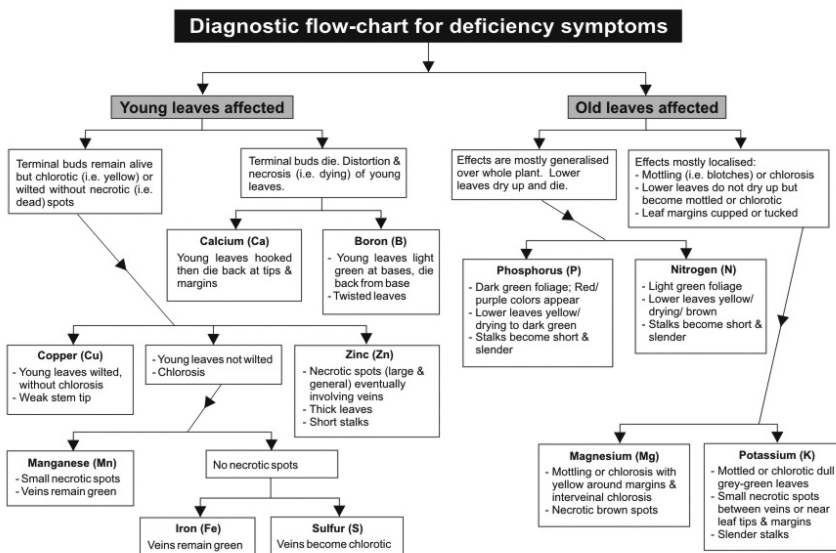 Diagnostic flow-chart for deficiency symptoms
Young leaves affected
Old leaves affected
Terminal buds remain alive
but chlorotic (i.e. yellow) or
wilted without necrotic (i.e.
dead) spots
Terminal buds die. Distortion &
necrosis (i.e. dying) of young
leaves.
Effects are mostly generalised
over whole plant. Lower
leaves dry up and die.
Effects mostly localised:
- Mottling (i.e. blotches) or chlorosis
- Lower leaves do not dry up but
become mottled or chlorotic
- Leaf margins cupped or tucked
Calcium (Ca)
Young leaves hooked
then die back at tips &
margins
Boron (B)
- Young leaves light
green at bases, die
back from base
- Twisted leaves
Phosphorus (P)
- Dark green foliage; Red/
purple colors appear
- Lower leaves yellow/
drying to dark green
- Stalks become short &
slender
Nitrogen (N)
- Light green foliage
- Lower leaves yellow/
drying/ brown
- Stalks become short &
slender
Copper (Cu)
- Young leaves wilted,
without chlorosis
- Weak stem tip
- Young leaves not wilted
- Chlorosis
Zinc (Zn)
- Necrotic spots (large &
general) eventually
involving veins
- Thick leaves
- Short stalks
Manganese (Mn)
- Small necrotic spots
- Veins remain green
No necrotic spots
Magnesium (Mg)
- Mottling or chlorosis with
yellow around margins &
interveinal chlorosis
- Necrotic brown spots
Potassium (K)
- Mottled or chlorotic dull
grey-green leaves
- Small necrotic spots
between veins or near
leaf tips & margins
- Slender stalks
Iron (Fe)
Veins remain green
Sulfur (S)
Veins become chlorotic